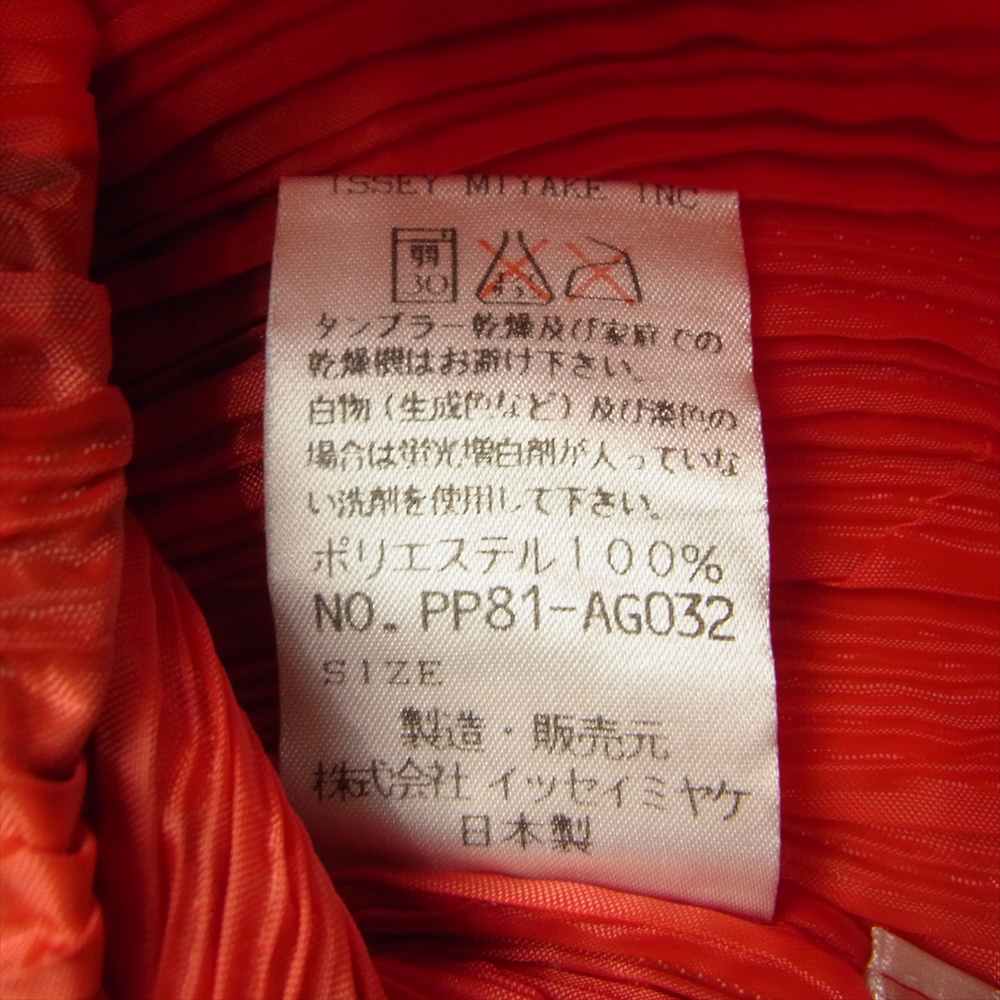 ISSEY MIYAKE INC
弱
30
タンブラー乾燥及び家庭での
乾燥機はお避け下さい。
白物（生成的など）及び淡色の
場合は蛍光増白剤が入っていな
い洗剤を使用して下さい。
ポリエステル100%
NO. PP81-AG032
SIZE
製造・販売元
株式会社 イッセイミヤケ
日本製